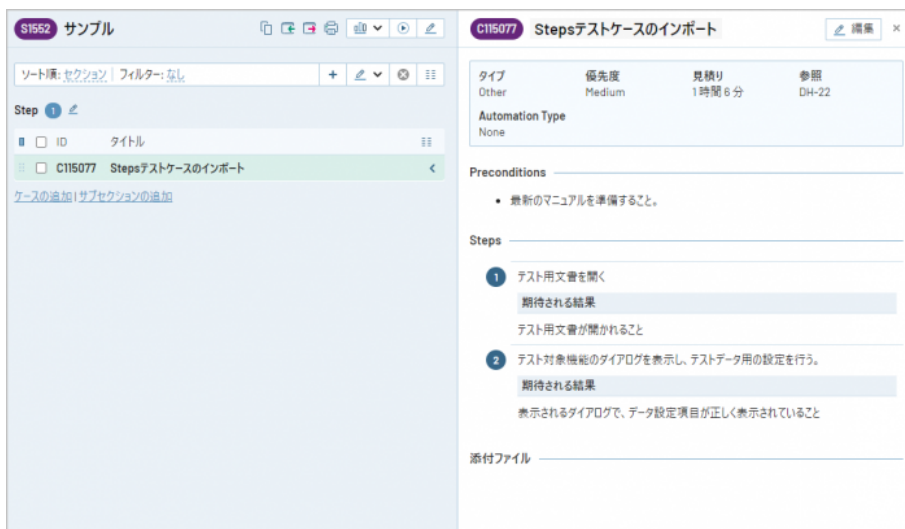 S1552 サンプル
ソート順: セクション | フィルター: なし
Step 1
ID タイトル
C115077 Stepsテストケースのインポート
ケースの追加 | サブセクションの追加
C115077 Stepsテストケースのインポート
編集
タイプ 優先度 見積り 参照
Other Medium 1時間 6 分 DH-22
Automation Type
None
Preconditions
• 最新のマニュアルを準備すること。
Steps
1 テスト用文書を開く
期待される結果
テスト用文書が開かれること
2 テスト対象機能のダイアログを表示し、テストデータ用の設定を行う。
期待される結果
表示されるダイアログで、データ設定項目が正しく表示されていること
添付ファイル